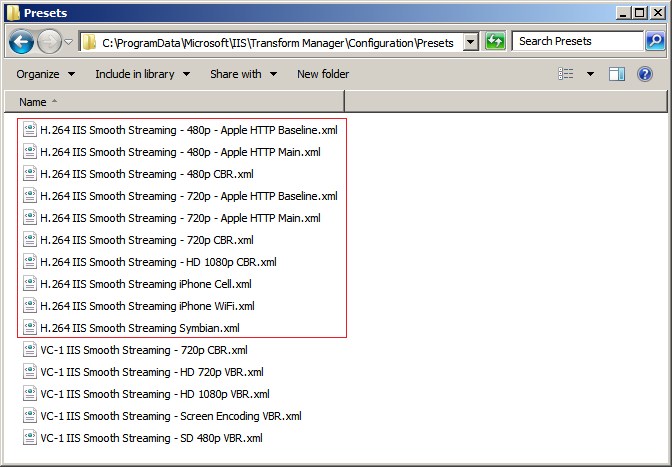 Presets
C:\ProgramData\Microsoft\IIS\Transform Manager\Configuration\Presets
Search Presets
Organize Include in library Share with New folder
Name
H.264 IIS Smooth Streaming - 480p - Apple HTTP Baseline.xml
H.264 IIS Smooth Streaming - 480p - Apple HTTP Main.xml
H.264 IIS Smooth Streaming - 480p CBR.xml
H.264 IIS Smooth Streaming - 720p - Apple HTTP Baseline.xml
H.264 IIS Smooth Streaming - 720p - Apple HTTP Main.xml
H.264 IIS Smooth Streaming - 720p CBR.xml
H.264 IIS Smooth Streaming - HD 1080p CBR.xml
H.264 IIS Smooth Streaming iPhone Cell.xml
H.264 IIS Smooth Streaming iPhone WiFi.xml
H.264 IIS Smooth Streaming Symbian.xml
VC-1 IIS Smooth Streaming - 720p CBR.xml
VC-1 IIS Smooth Streaming - HD 720p VBR.xml
VC-1 IIS Smooth Streaming - HD 1080p VBR.xml
VC-1 IIS Smooth Streaming - Screen Encoding VBR.xml
VC-1 IIS Smooth Streaming - SD 480p VBR.xml